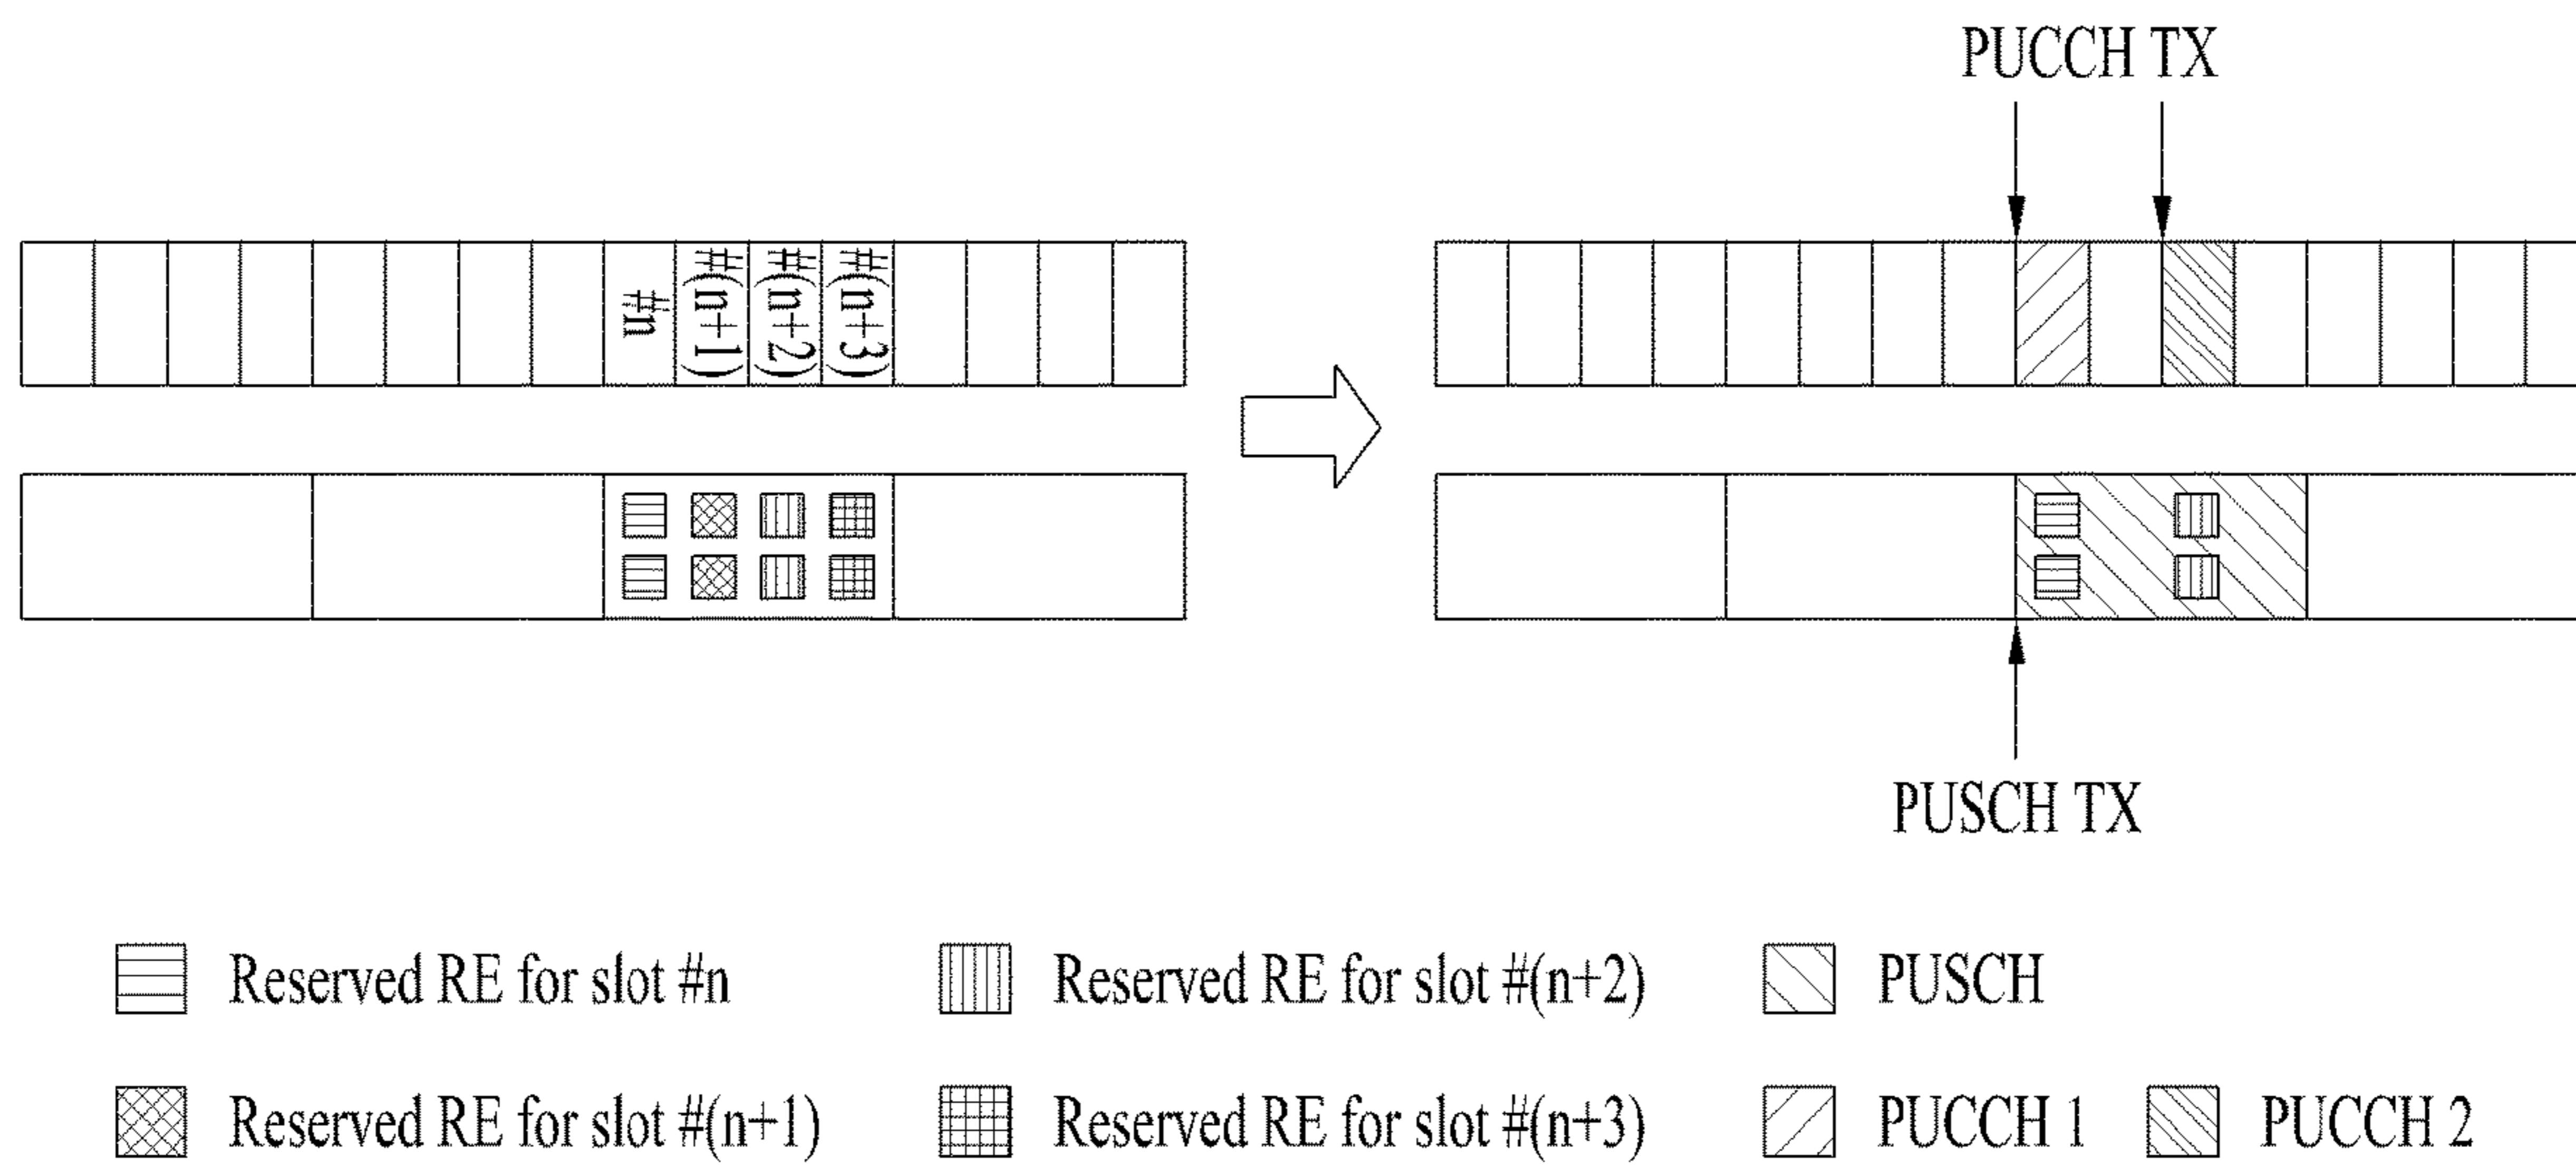 PUCCH TX
#n
#(n+1)
#(n+2)
#(n+3)
PUSCH TX
Reserved RE for slot #n
Reserved RE for slot #(n+2)
PUSCH
Reserved RE for slot #(n+1)
Reserved RE for slot #(n+3)
PUCCH 1
PUCCH 2